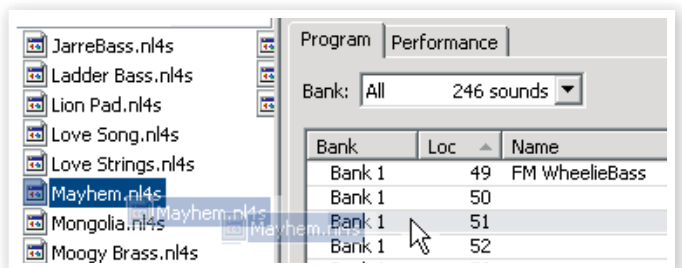 JarreBass.nl4s
Ladder Bass.nl4s
Lion Pad.nl4s
Love Song.nl4s
Love Strings.nl4s
Mayhem.nl4s
Mongolia.nl4s
Moogy Brass.nl4s
Mayhem.nl4s
Mayhem.nl4s
Program Performance
Bank: All 246 sounds
Bank Loc Name
Bank 1 49 FM WheelieBass
Bank 1 50
Bank 1 51
Bank 1 52